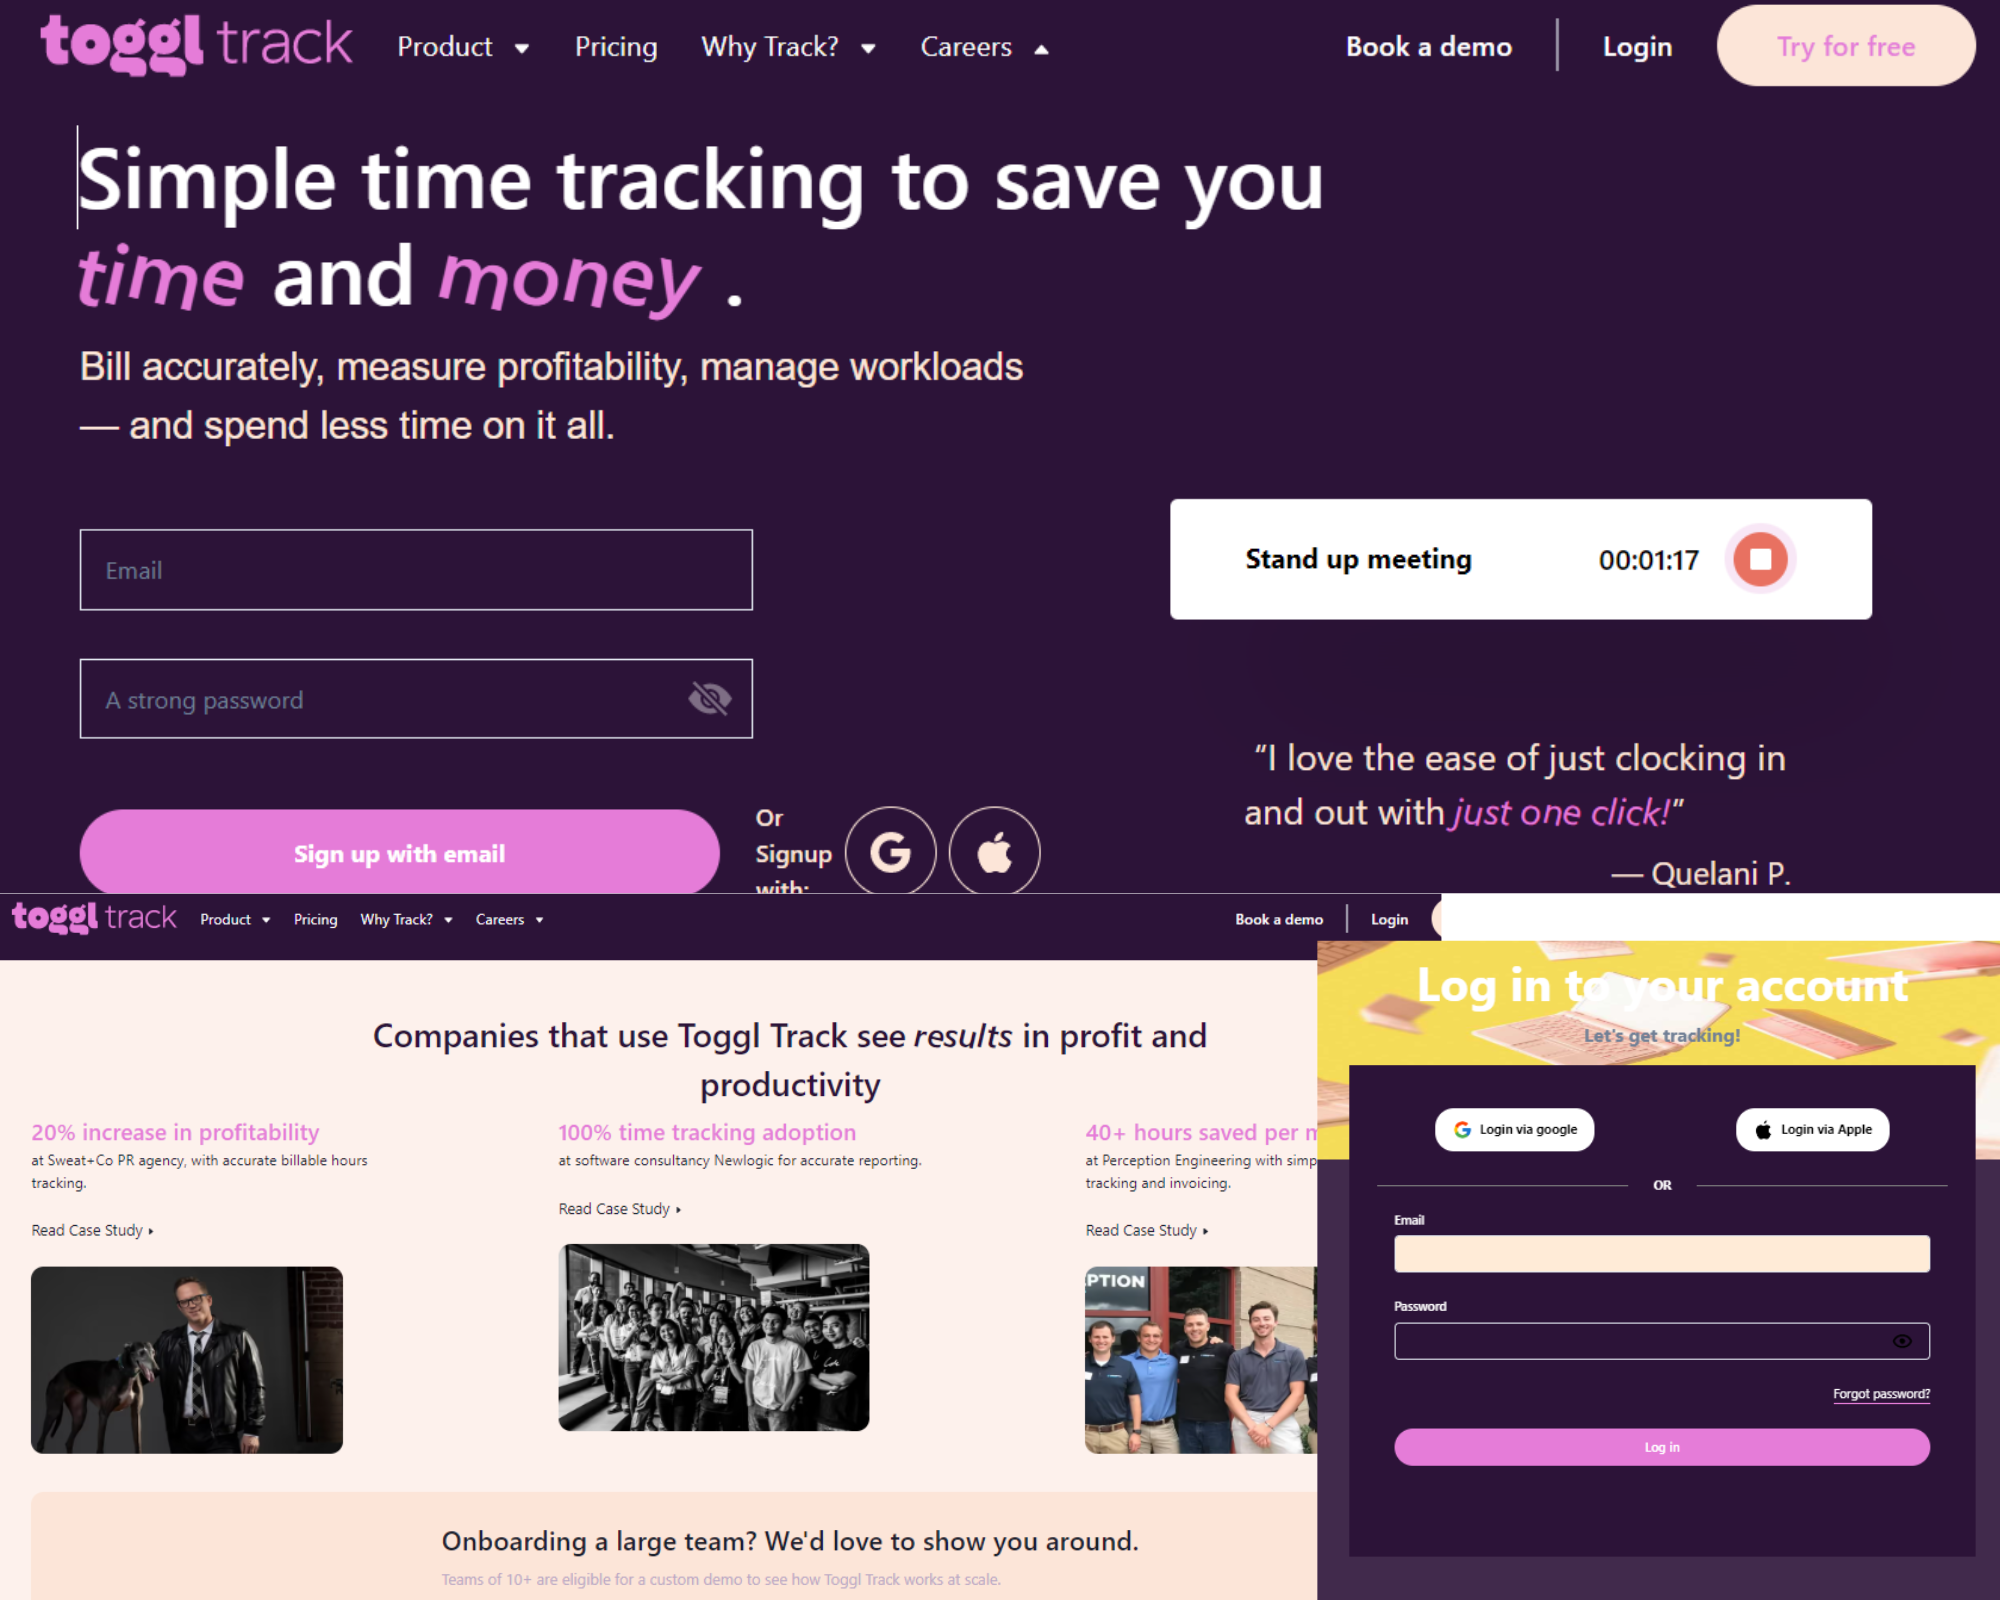 toggl track Product Pricing Why Track? Careers Book a demo Login Try for free
Simple time tracking to save you
time and money .
Bill accurately, measure profitability, manage workloads
— and spend less time on it all.
Email
A strong password
Sign up with email
Or
Signup
with:
Stand up meeting 00:01:17
“I love the ease of just clocking in
and out with just one click!”
— Quelani P.
toggl track Product Pricing Why Track? Careers Book a demo Login
Companies that use Toggl Track see results in profit and
productivity
20% increase in profitability
at Sweat+Co PR agency, with accurate billable hours
tracking.
Read Case Study
100% time tracking adoption
at software consultancy Newlogic for accurate reporting.
Read Case Study
40+ hours saved per
at Perception Engineering with
tracking and invoicing.
Read Case Study
PTION
Onboarding a large team? We'd love to show you around.
Teams of 10+ are eligible for a custom demo to see how Toggl Track works at scale.
Log in to your account
Let's get tracking!
Login via google
Login via Apple
OR
Email
Password
Forgot password?
Log in